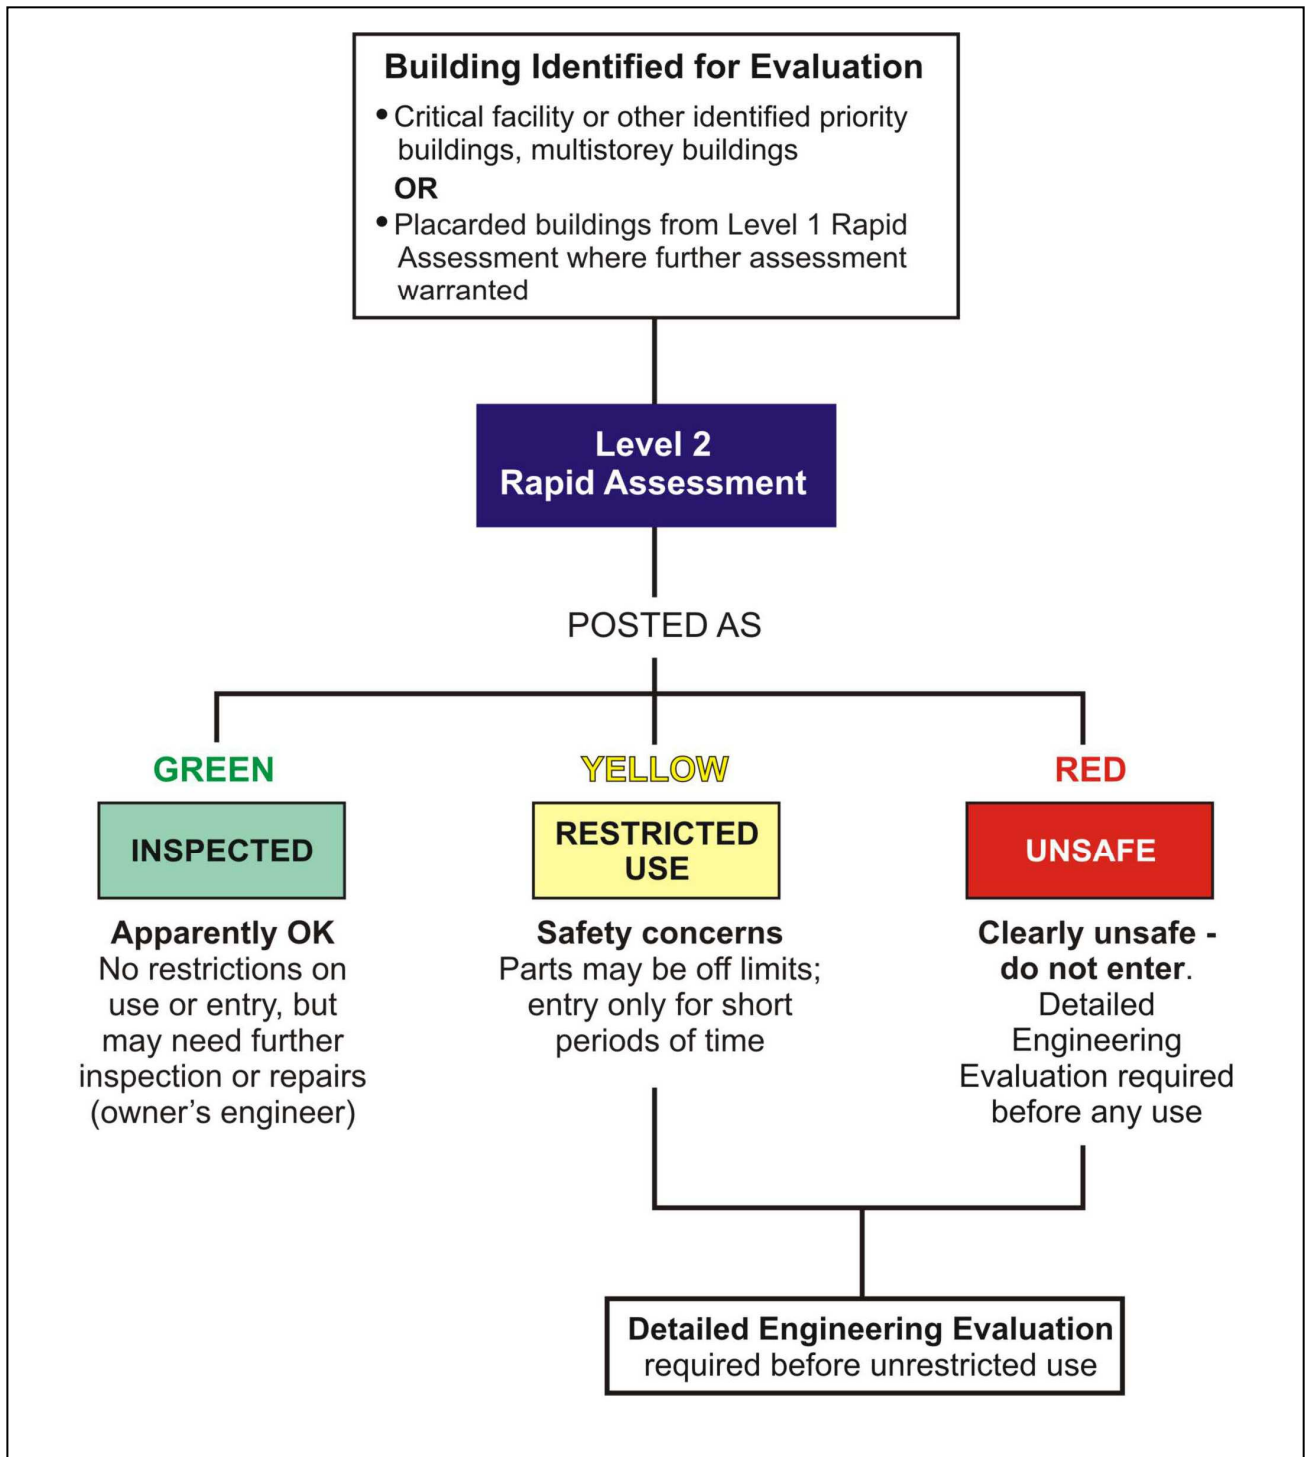 Building Identified for Evaluation
• Critical facility or other identified priority
buildings, multistorey buildings
OR
• Placarded buildings from Level 1 Rapid
Assessment where further assessment
warranted
Level 2
Rapid Assessment
POSTED AS
GREEN
INSPECTED
Apparently OK
No restrictions on
use or entry, but
may need further
inspection or repairs
(owner’s engineer)
YELLOW
RESTRICTED
USE
Safety concerns
Parts may be off limits;
entry only for short
periods of time
RED
UNSAFE
Clearly unsafe -
do not enter.
Detailed
Engineering
Evaluation required
before any use
Detailed Engineering Evaluation
required before unrestricted use